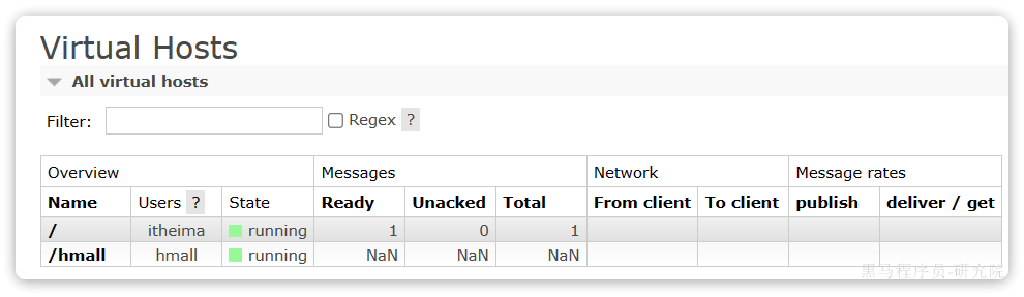 Virtual Hosts
All virtual hosts
Filter: Regex ?
Overview Messages Network Message rates
Name Users ? State Ready Unacked Total From client To client publish deliver / get
/ itheima running 1 0 1
/hmall hmall running NaN NaN NaN
黑马程序员-研究院